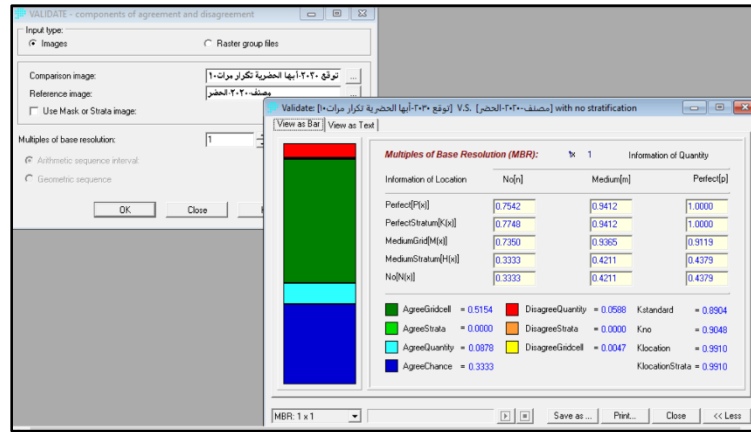 VALIDATE - components of agreement and disagreement
Input type:
Images
Raster group files
Comparison image:
توقع ٢٠٢٠-أبها الحضرية تكرار مرات١٠
...
Reference image:
مصنف-٢٠٢٠-الحضر
...
Use Mask or Strata image:
Multiples of base resolution:
1
Arithmetic sequence interval
Geometric sequence
OK
Close
Validate: [توقع ٢٠٢٠-أبها الحضرية تكرار مرات١٠] V.S. [مصنف-٢٠٢٠-الحضر] with no stratification
View as Bar
View as Text
Multiples of Base Resolution (MBR): 1x 1 Information of Quantity
Information of Location No[n] Medium[m] Perfect[p]
Perfect[P(x)] 0.7542 0.9412 1.0000
PerfectStratum[K(x)] 0.7748 0.9412 1.0000
MediumGrid[M(x)] 0.7350 0.9365 0.9119
MediumStratum[H(x)] 0.3333 0.4211 0.4379
No[N(x)] 0.3333 0.4211 0.4379
AgreeGridcell = 0.5154 DisagreeQuantity = 0.0588 Kstandard = 0.8904
AgreeStrata = 0.0000 DisagreeStrata = 0.0000 Kno = 0.9048
AgreeQuantity = 0.0878 DisagreeGridcell = 0.0047 Klocation = 0.9910
AgreeChance = 0.3333 KlocationStrata = 0.9910
MBR: 1 x 1
Save as ... Print... Close << Less